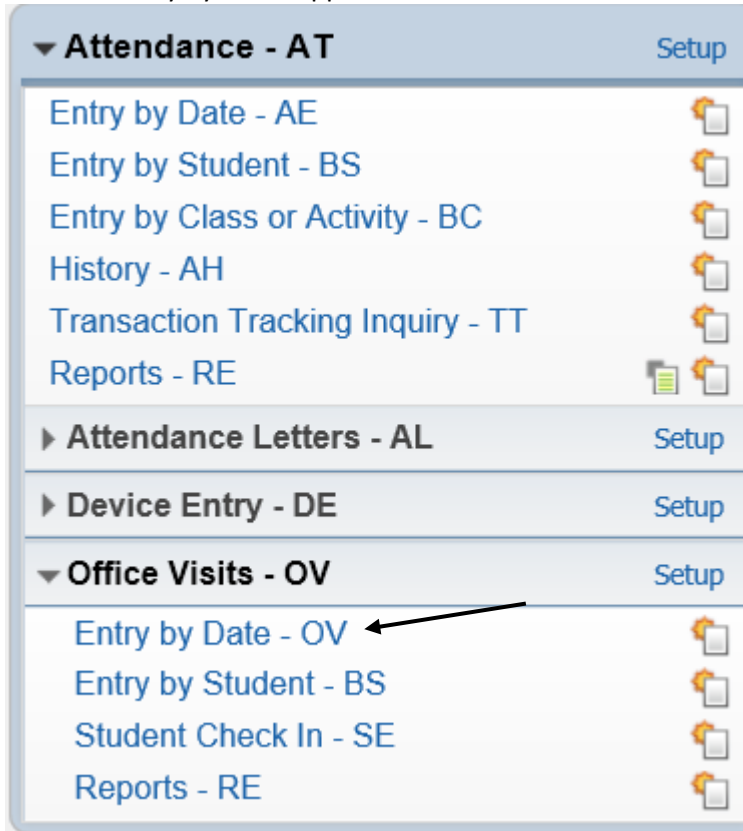 Attendance - AT Setup
Entry by Date - AE
Entry by Student - BS
Entry by Class or Activity - BC
History - AH
Transaction Tracking Inquiry - TT
Reports - RE
Attendance Letters - AL Setup
Device Entry - DE Setup
Office Visits - OV Setup
Entry by Date - OV
Entry by Student - BS
Student Check In - SE
Reports - RE